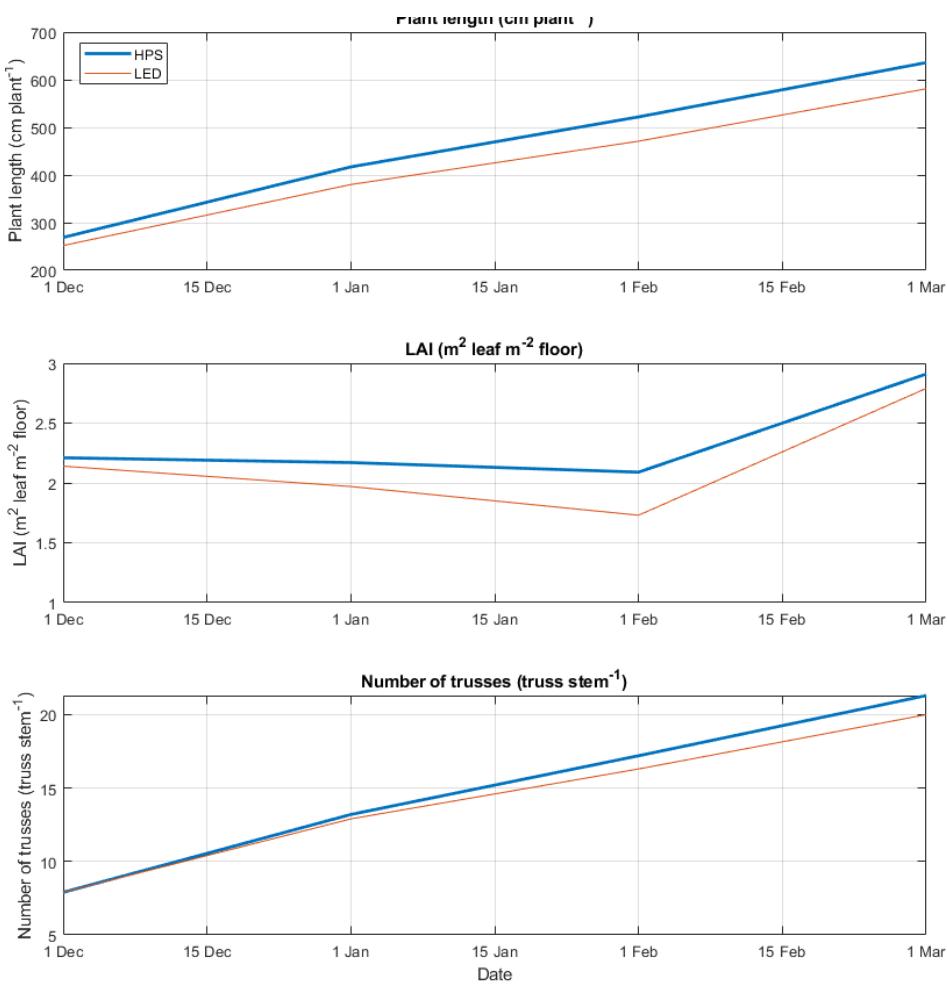 Plant length (cm plant⁻ )
700
600
500
400
300
200
Plant length (cm plant⁻¹)
HPS
LED
1 Dec 15 Dec 1 Jan 15 Jan 1 Feb 15 Feb 1 Mar
LAI (m² leaf m⁻² floor)
3
2.5
2
1.5
1
LAI (m² leaf m⁻² floor)
1 Dec 15 Dec 1 Jan 15 Jan 1 Feb 15 Feb 1 Mar
Number of trusses (truss stem⁻¹)
20
15
10
5
Number of trusses (truss stem⁻¹)
1 Dec 15 Dec 1 Jan 15 Jan 1 Feb 15 Feb 1 Mar
Date